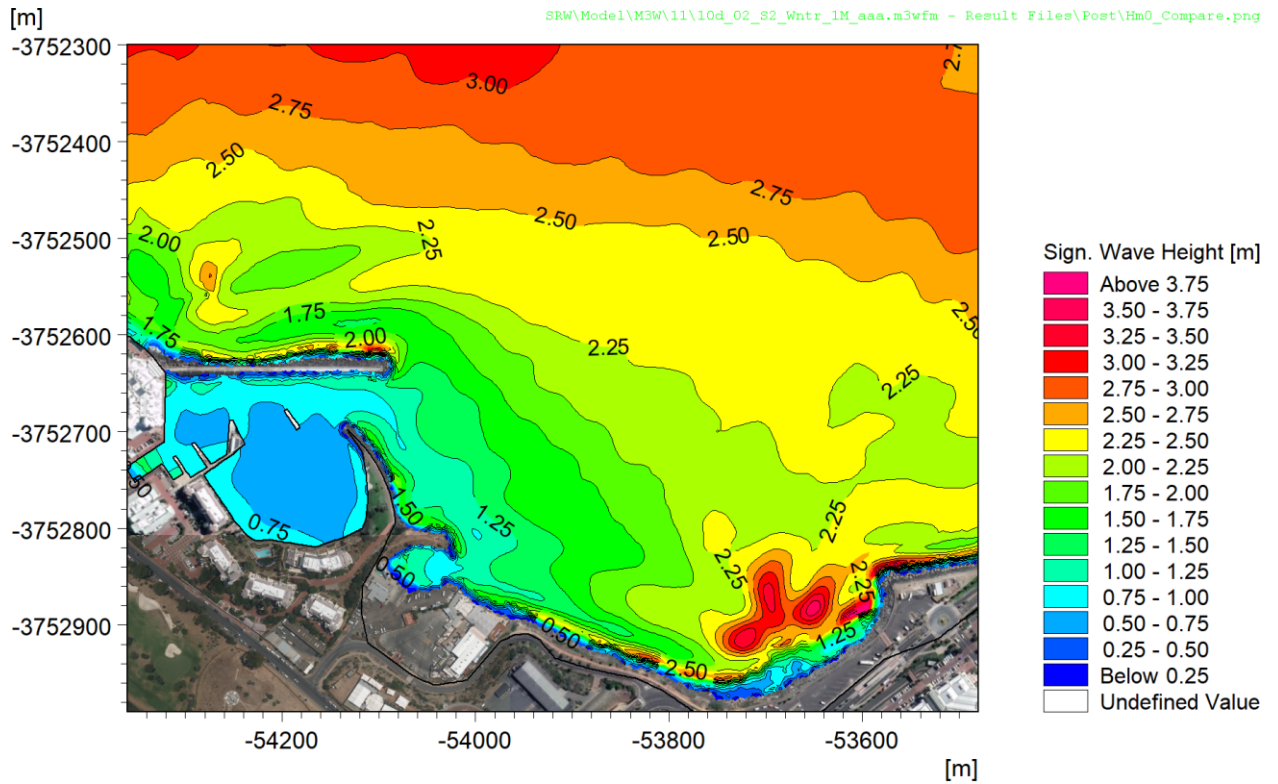 [m]
SRW\Model\M3W\11\10d_02_S2_Wntr_1M_aaa.m3wfm - Result Files\Post\Hm0_Compare.png
-3752300
2.7
3.00
2.75
-3752400
2.50
2.75
-3752500
2.00
2.25
2.50
2.50
Sign. Wave Height [m]
Above 3.75
3.50 - 3.75
3.25 - 3.50
3.00 - 3.25
2.75 - 3.00
2.50 - 2.75
2.25 - 2.50
2.00 - 2.25
1.75 - 2.00
1.50 - 1.75
1.25 - 1.50
1.00 - 1.25
0.75 - 1.00
0.50 - 0.75
0.25 - 0.50
Below 0.25
Undefined Value
-3752600
1.75
1.75
2.00
2.25
2.50
2.25
-3752700
50
1.50
-3752800
0.75
1.25
2.25
0.50
2.25
2.25
-3752900
0.50
1.25
2.50
-54200
-54000
-53800
-53600
[m]